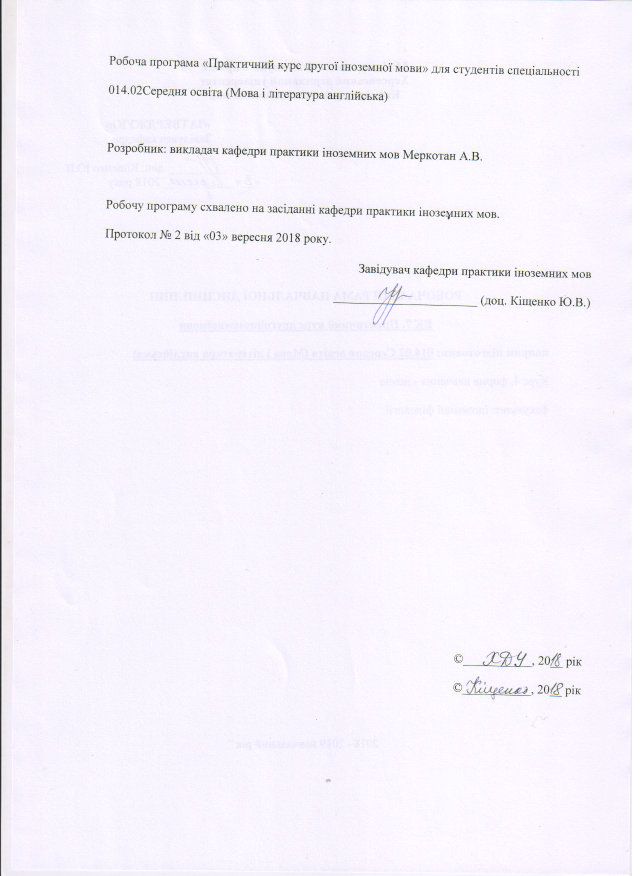 Робоча програма «Практичний курс другої іноземної мови» для студентів спеціальності
014.02Середня освіта (Мова і література англійська)
Розробник: викладач кафедри практики іноземних мов Меркотан А.В.
Робочу програму схвалено на засіданні кафедри практики іноземних мов.
Протокол № 2 від «03» вересня 2018 року.
Завідувач кафедри практики іноземних мов
(доц. Кіщенко Ю.В.)
© ХДУ, 2018 рік
© Кіщенко, 2018 рік